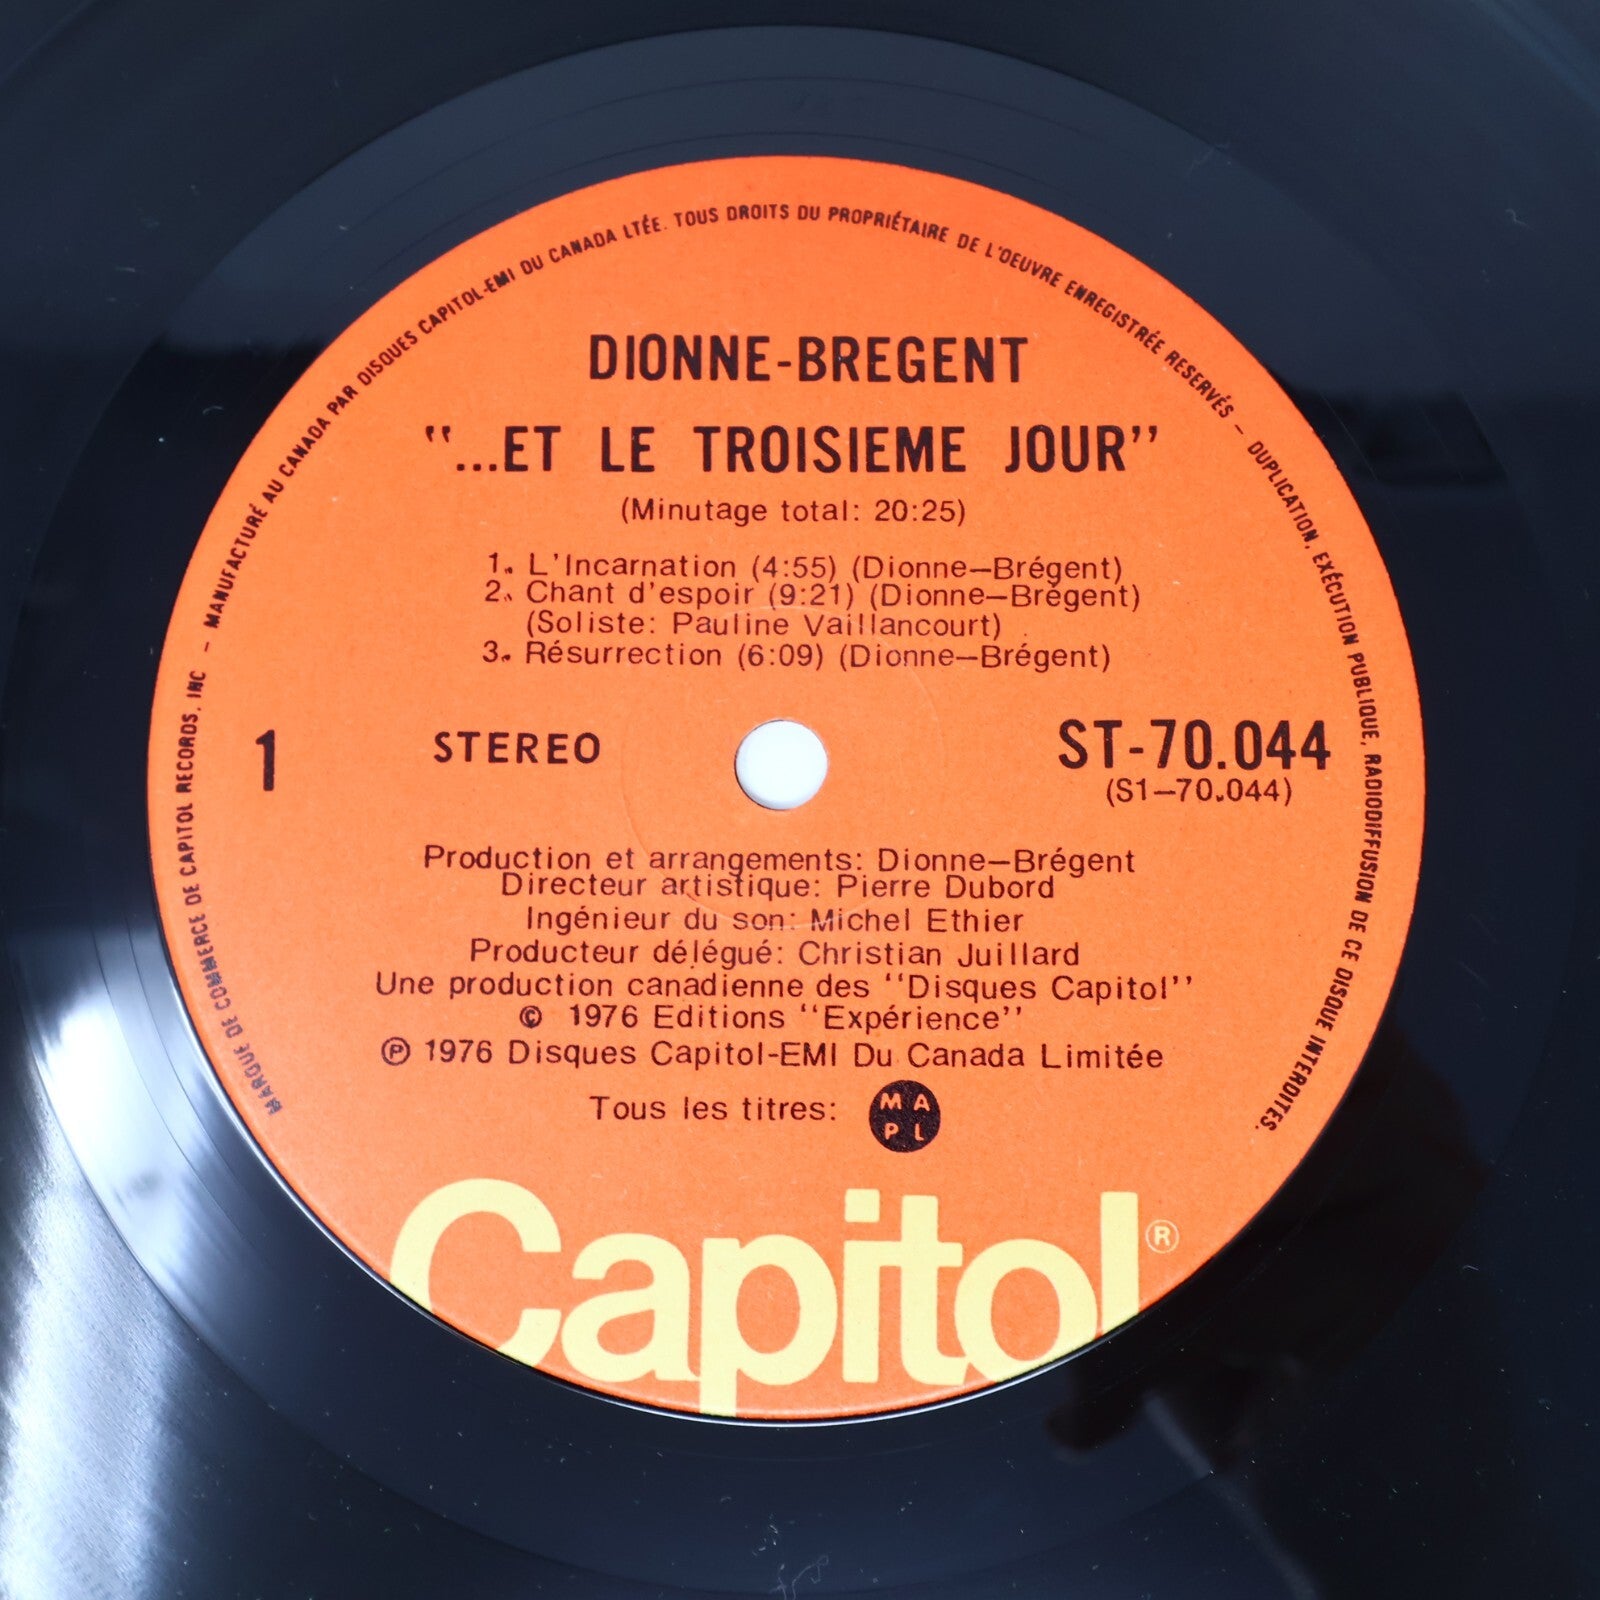 MARQUE DE COMMERCE DE CAPITOL RECORDS, INC - MANUFACTURÉ AU CANADA PAR DISQUES CAPITOL-EMI DU CANADA LTÉE. TOUS DROITS DU PROPRIÉTAIRE DE L'OEUVRE ENREGISTRÉE RESERVÉS - DUPLICATION, EXÉCUTION PUBLIQUE, RADIODIFFUSION DE CE DISQUE INTERDITES.
DIONNE-BREGENT
"...ET LE TROISIEME JOUR"
(Minutage total: 20:25)
1. L'Incarnation (4:55) (Dionne—Brégent)
2. Chant d'espoir (9:21) (Dionne—Brégent)
(Soliste: Pauline Vaillancourt)
3. Résurrection (6:09) (Dionne—Brégent)
1 STEREO ST-70.044
(S1—70.044)
Production et arrangements: Dionne—Brégent
Directeur artistique: Pierre Dubord
Ingénieur du son: Michel Ethier
Producteur délégué: Christian Juillard
Une production canadienne des "Disques Capitol"
© 1976 Editions "Expérience"
℗ 1976 Disques Capitol-EMI Du Canada Limitée
Tous les titres: MA
PL
Capitol®